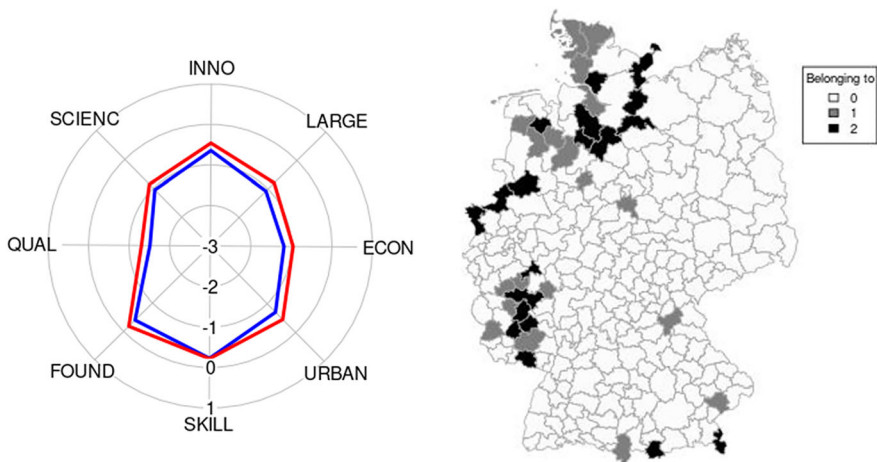 INNO
SCIENC
LARGE
QUAL
-3
ECON
-2
-1
FOUND
0
URBAN
1
SKILL
Belonging to
0
1
2